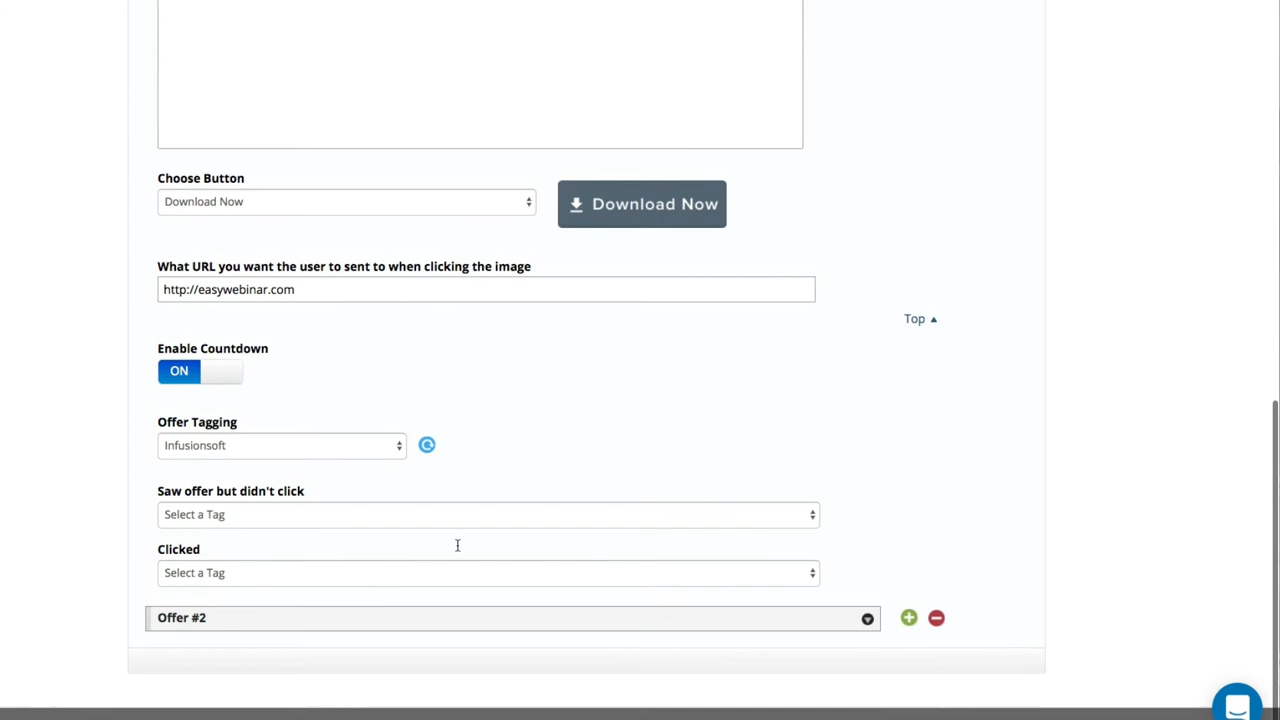 Choose Button
Download Now
Download Now
What URL you want the user to sent to when clicking the image
http://easywebinar.com
Top
Enable Countdown
ON
Offer Tagging
Infusionsoft
Saw offer but didn't click
Select a Tag
Clicked
Select a Tag
Offer #2